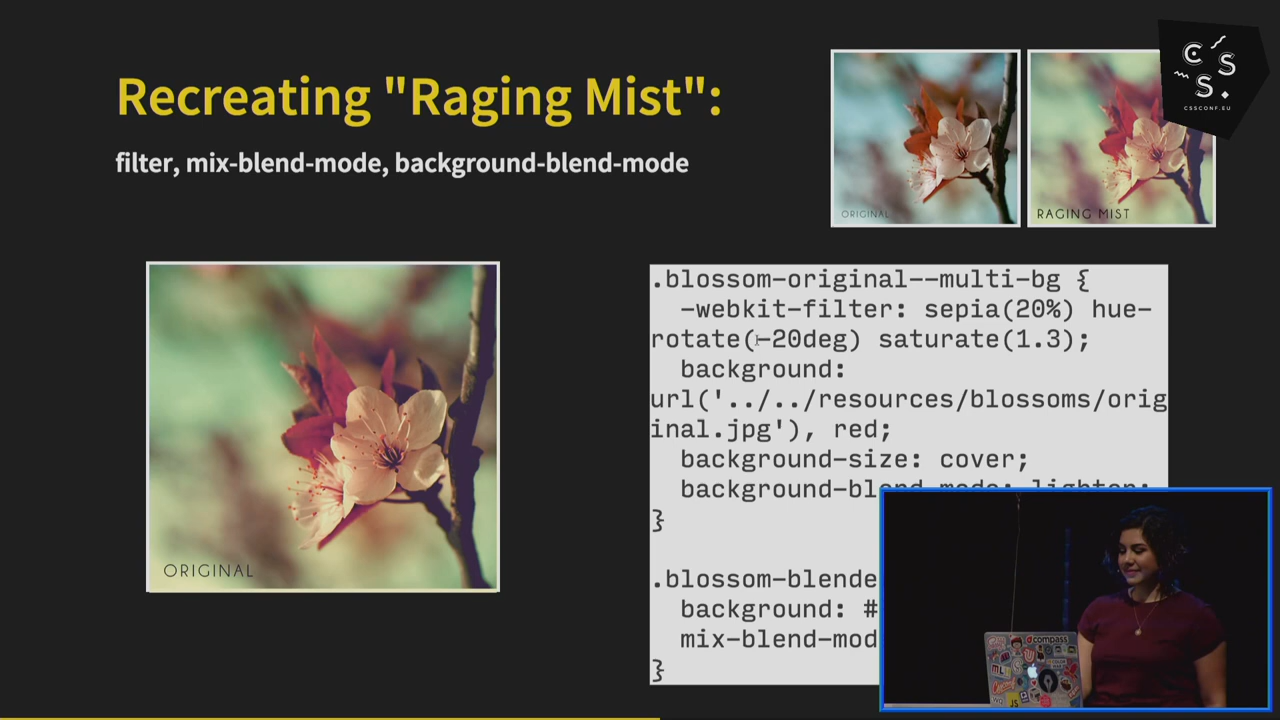 Recreating "Raging Mist":
filter, mix-blend-mode, background-blend-mode
ORIGINAL
RAGING MIST
C S
S.
CSSCONF.EU
ORIGINAL
.blossom-original--multi-bg {
-webkit-filter: sepia(20%) hue-
rotate(-20deg) saturate(1.3);
background:
url('../../resources/blossoms/orig
inal.jpg'), red;
background-size: cover;
background-blend-mode: lighten;
}
.blossom-blende
background: #
mix-blend-mod
}
compass
JS